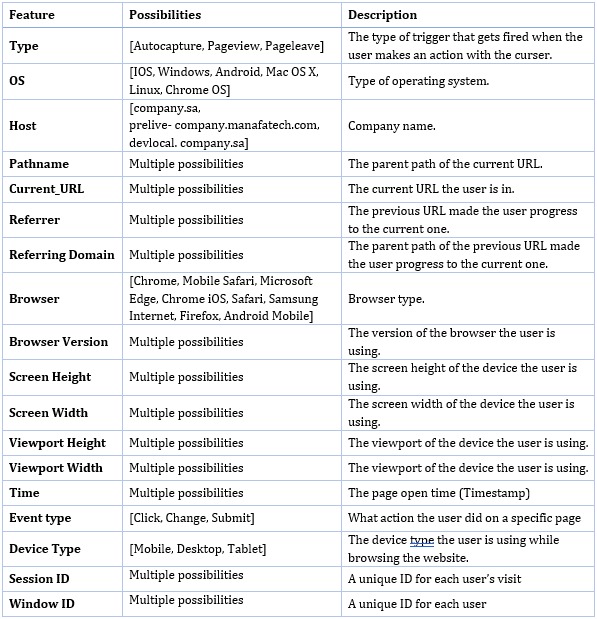 Feature Possibilities Description
Type [Autocapture, Pageview, Pageleave] The type of trigger that gets fired when the
user makes an action with the curser.
OS [IOS, Windows, Android, Mac OS X,
Linux, Chrome OS] Type of operating system.
Host [company.sa,
prelive- company.manafatech.com,
devlocal. company.sa] Company name.
Pathname Multiple possibilities The parent path of the current URL.
Current_URL Multiple possibilities The current URL the user is in.
Referrer Multiple possibilities The previous URL made the user progress
to the current one.
Referring Domain Multiple possibilities The parent path of the previous URL made
the user progress to the current one.
Browser [Chrome, Mobile Safari, Microsoft
Edge, Chrome iOS, Safari, Samsung
Internet, Firefox, Android Mobile] Browser type.
Browser Version Multiple possibilities The version of the browser the user is
using.
Screen Height Multiple possibilities The screen height of the device the user is
using.
Screen Width Multiple possibilities The screen width of the device the user is
using.
Viewport Height Multiple possibilities The viewport of the device the user is using.
Viewport Width Multiple possibilities The viewport of the device the user is using.
Time Multiple possibilities The page open time (Timestamp)
Event type [Click, Change, Submit] What action the user did on a specific page
Device Type [Mobile, Desktop, Tablet] The device type the user is using while
browsing the website.
Session ID Multiple possibilities A unique ID for each user's visit
Window ID Multiple possibilities A unique ID for each user